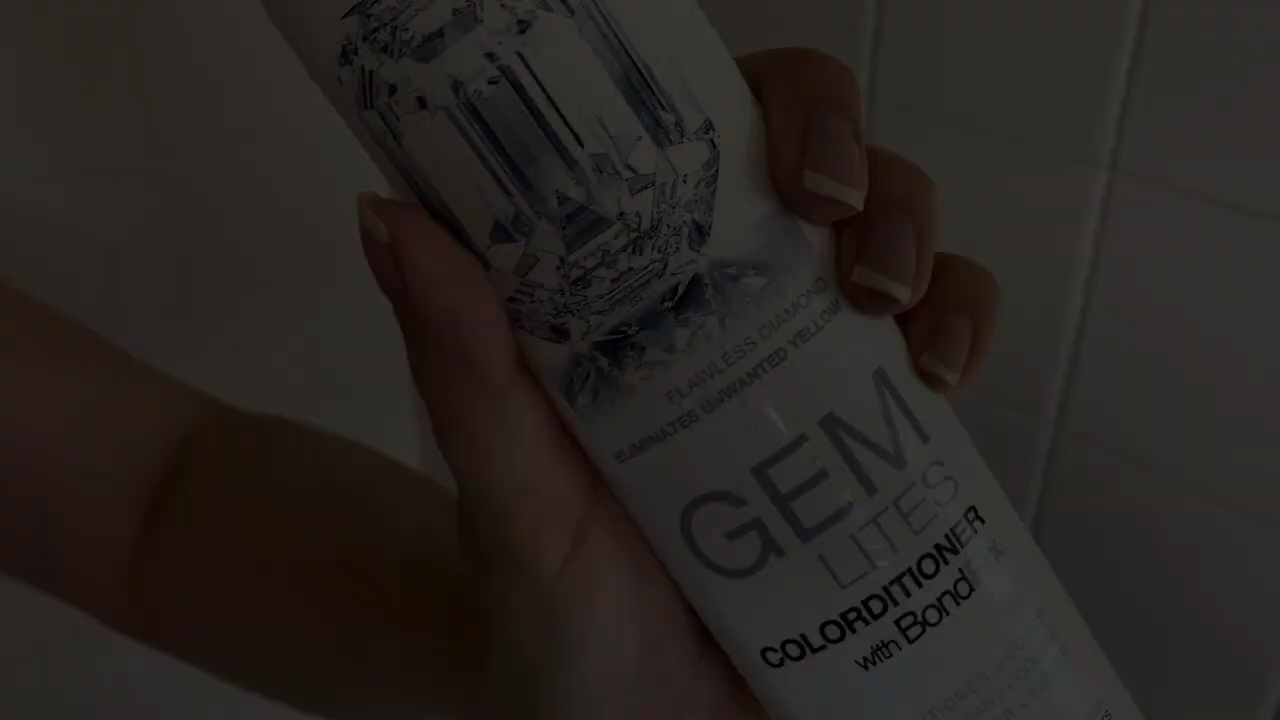 FLAWLESS DIAMOND
ELIMINATES UNWANTED YELLOW
GEM
LITES
COLORDITIONER
with Bond